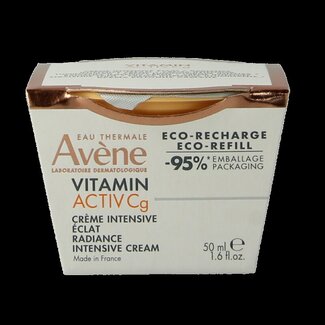 VITAMIN
EAU THERMALE
Avène
LABORATOIRE DERMATOLOGIQUE
VITAMIN
ACTIV Cg
CRÈME INTENSIVE
ÉCLAT
RADIANCE
INTENSIVE CREAM
Made in France
ECO-RECHARGE
ECO-REFILL
-95%* EMBALLAGE
PACKAGING
50 ml e
1.6 fl.oz.